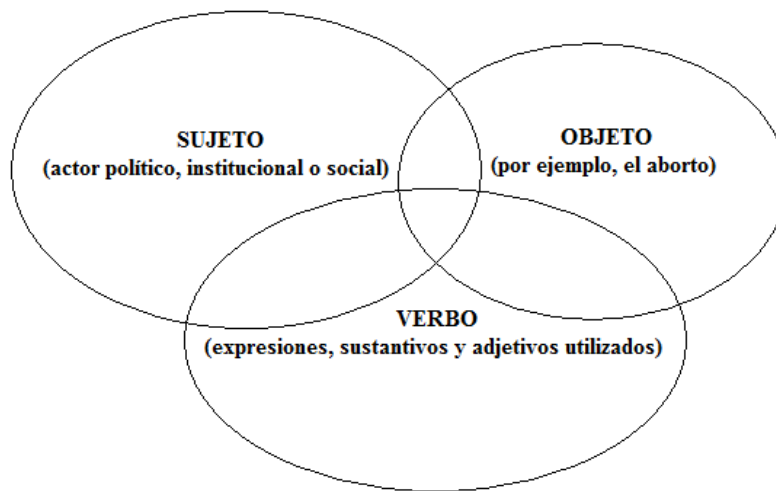 SUJETO
(actor político, institucional o social)
OBJETO
(por ejemplo, el aborto)
VERBO
(expresiones, sustantivos y adjetivos utilizados)